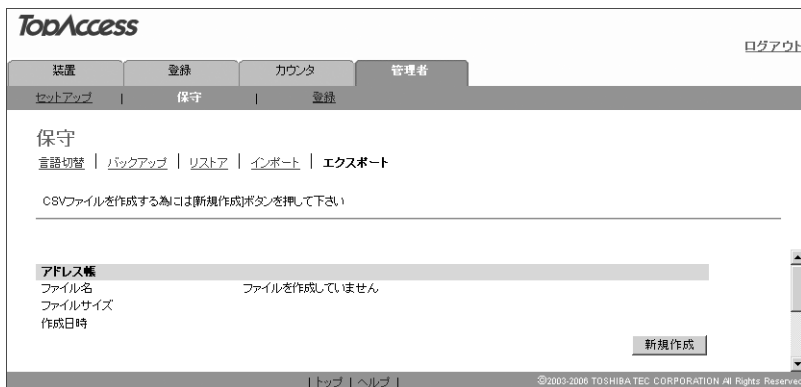 TopAccess
ログアウト
装置 登録 カウンタ 管理者
セットアップ | 保守 | 登録
保守
言語切替 | バックアップ | リストア | インポート | エクスポート
CSVファイルを作成する為には[新規作成]ボタンを押して下さい
アドレス帳
ファイル名 ファイルを作成していません
ファイルサイズ
作成日時
新規作成
| トップ | ヘルプ | ©2003-2006 TOSHIBA TEC CORPORATION All Rights Reserved